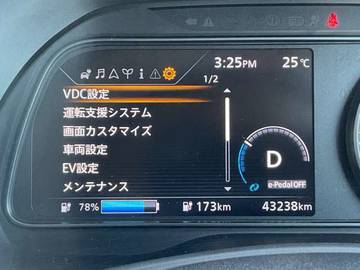 3:25PM 25℃
1/2
VDC設定
運転支援システム
画面カスタマイズ
車両設定
EV設定
メンテナンス
D
e-Pedal OFF
78% 173km 43238km